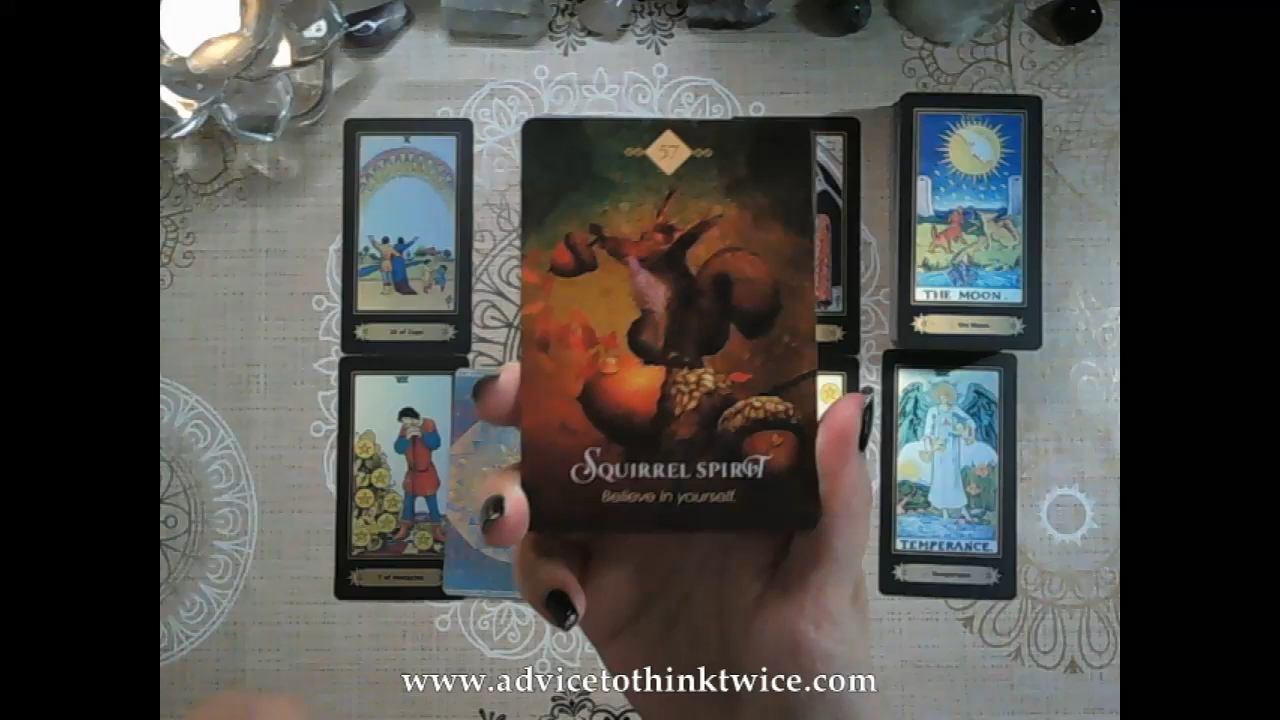 X
57
THE MOON.
the Moon
10 of Cups
SQUIRREL SPIRIT
Believe in yourself.
VII
TEMPERANCE.
7 of Pentacles
Temperance
www.advicetothinktwice.com